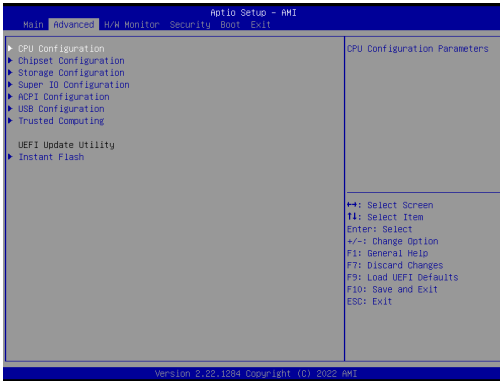 Aptio Setup - AMI
Main Advanced H/W Monitor Security Boot Exit
CPU Configuration
Chipset Configuration
Storage Configuration
Super IO Configuration
ACPI Configuration
USB Configuration
Trusted Computing
UEFI Update Utility
Instant Flash
CPU Configuration Parameters
↔: Select Screen
↑↓: Select Item
Enter: Select
+/-: Change Option
F1: General Help
F7: Discard Changes
F9: Load UEFI Defaults
F10: Save and Exit
ESC: Exit
Version 2.22.1284 Copyright (C) 2022 AMI